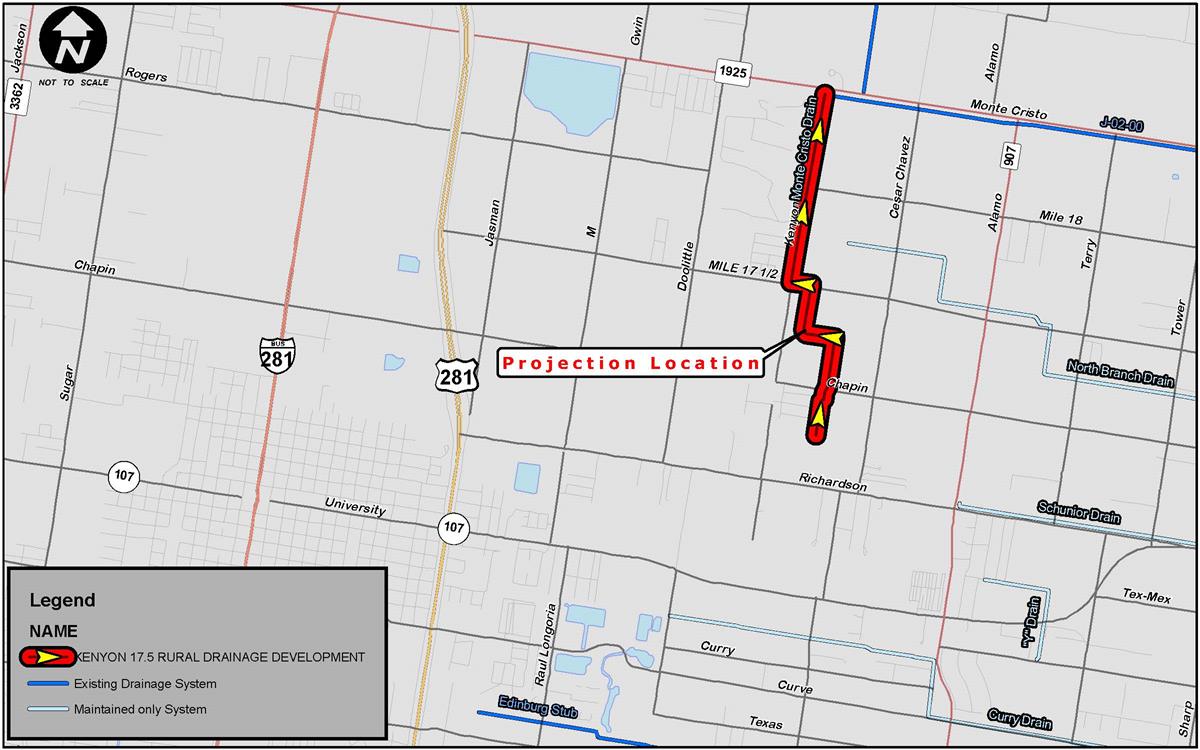 Jackson
3362
N
NOT TO SCALE
Rogers
Gwin
1925
Alamo
Monte Cristo
J-02-00
907
Kenyon Monte Cristo Drain
Cesar Chavez
Alamo
Mile 18
Terry
Tower
Jasman
M
Doolittle
MILE 17 1/2
Chapin
Sugar
BUS
281
281
Projection Location
Chapin
North Branch Drain
107
University
107
Richardson
Schunior Drain
Tex-Mex
"Y" Drain
Raul Longoria
Curry
Curve
Texas
Curry Drain
Sharp
Edinburg Stub
Legend
NAME
KENYON 17.5 RURAL DRAINAGE DEVELOPMENT
Existing Drainage System
Maintained only System